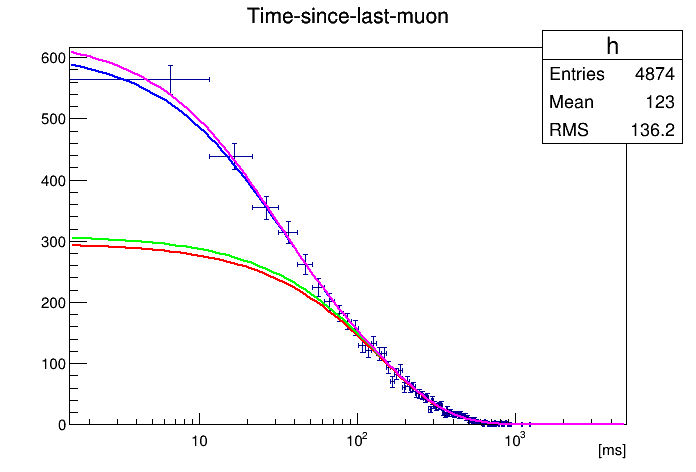 Time-since-last-muon
h
Entries 4874
Mean 123
RMS 136.2
600
500
400
300
200
100
0
10 10² 10³
[ms]